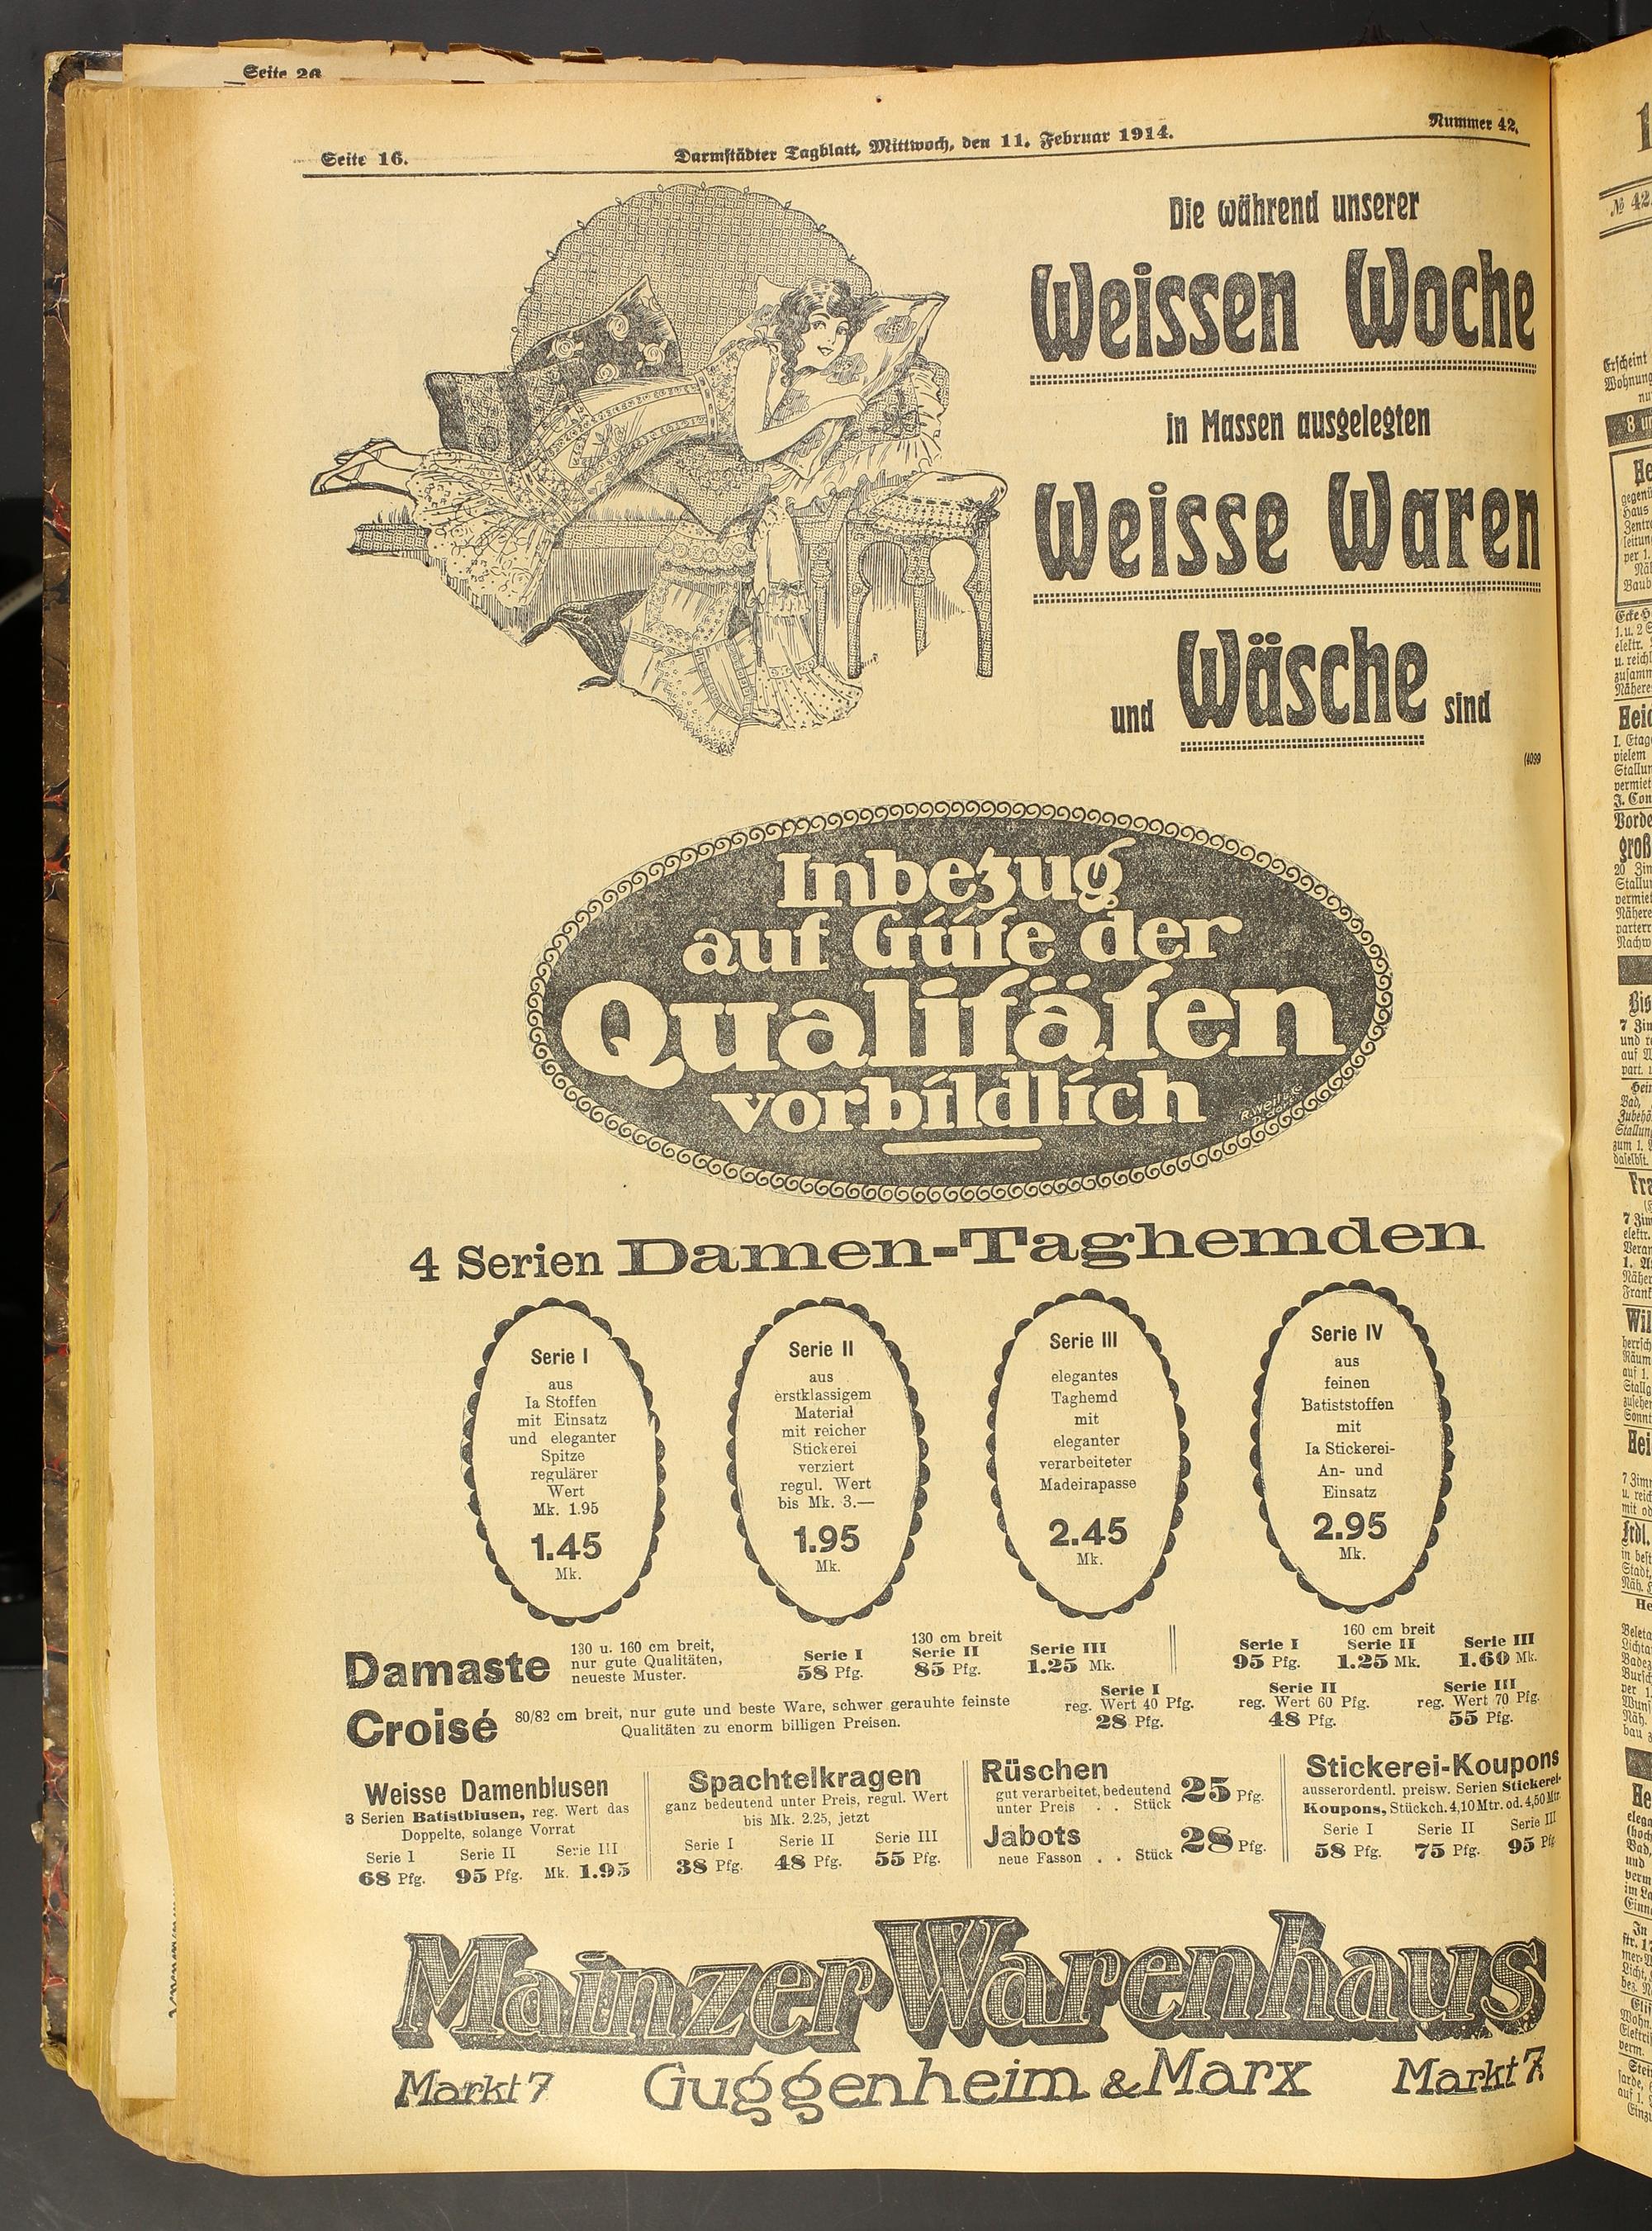 Seite 20
Seite 16.
Darmstädter Tagblatt, Mittwoch, den 11. Februar 1914.
Nummer 42.
Die während unserer
Weissen Woche
in Massen ausgelegten
Weisse Waren
und Wäsche sind
(4099
Inbezug
auf Güte der
Qualitäten
vorbildlich
4 Serien Damen-Taghemden
Serie I
aus
Ia Stoffen
mit Einsatz
und eleganter
Spitze
regulärer
Wert
Mk. 1.95
1.45
Mk.
Serie II
aus
erstklassigem
Material
mit reicher
Stickerei
verziert
regul. Wert
bis Mk. 3.—
1.95
Mk.
Serie III
elegantes
Taghemd
mit
eleganter
verarbeiteter
Madeirapasse
2.45
Mk.
Serie IV
aus
feinen
Batiststoffen
mit
Ia Stickerei-
An- und
Einsatz
2.95
Mk.
Damaste
130 u. 160 cm breit,
nur gute Qualitäten,
neueste Muster.
130 cm breit
Serie I Serie II Serie III
58 Pfg. 85 Pfg. 1.25 Mk.
160 cm breit
Serie I Serie II Serie III
95 Pfg. 1.25 Mk. 1.60 Mk.
Croisé
80/82 cm breit, nur gute und beste Ware, schwer gerauhte feinste
Qualitäten zu enorm billigen Preisen.
Serie I Serie II Serie III
reg. Wert 40 Pfg. reg. Wert 60 Pfg. reg. Wert 70 Pfg.
28 Pfg. 48 Pfg. 55 Pfg.
Weisse Damenblusen
3 Serien Batistblusen, reg. Wert das
Doppelte, solange Vorrat
Serie I Serie II Serie III
68 Pfg. 95 Pfg. Mk. 1.95
Spachtelkragen
ganz bedeutend unter Preis, regul. Wert
bis Mk. 2.25, jetzt
Serie I Serie II Serie III
38 Pfg. 48 Pfg. 55 Pfg.
Rüschen
gut verarbeitet, bedeutend
unter Preis . . Stück 25 Pfg.
Jabots
neue Fasson . . Stück 28 Pfg.
Stickerei-Koupons
ausserordentl. preisw. Serien Stickerei-
Koupons, Stückch. 4,10 Mtr. od. 4,50 Mtr.
Serie I Serie II Serie III
58 Pfg. 75 Pfg. 95 Pfg.
Mainzer Warenhaus
Markt 7 Guggenheim & Marx Markt 7
№ 42